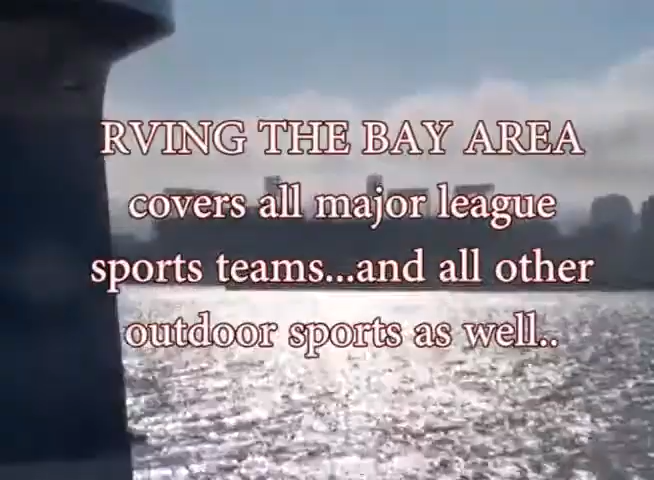 RVING THE BAY AREA
covers all major league
sports teams...and all other
outdoor sports as well..